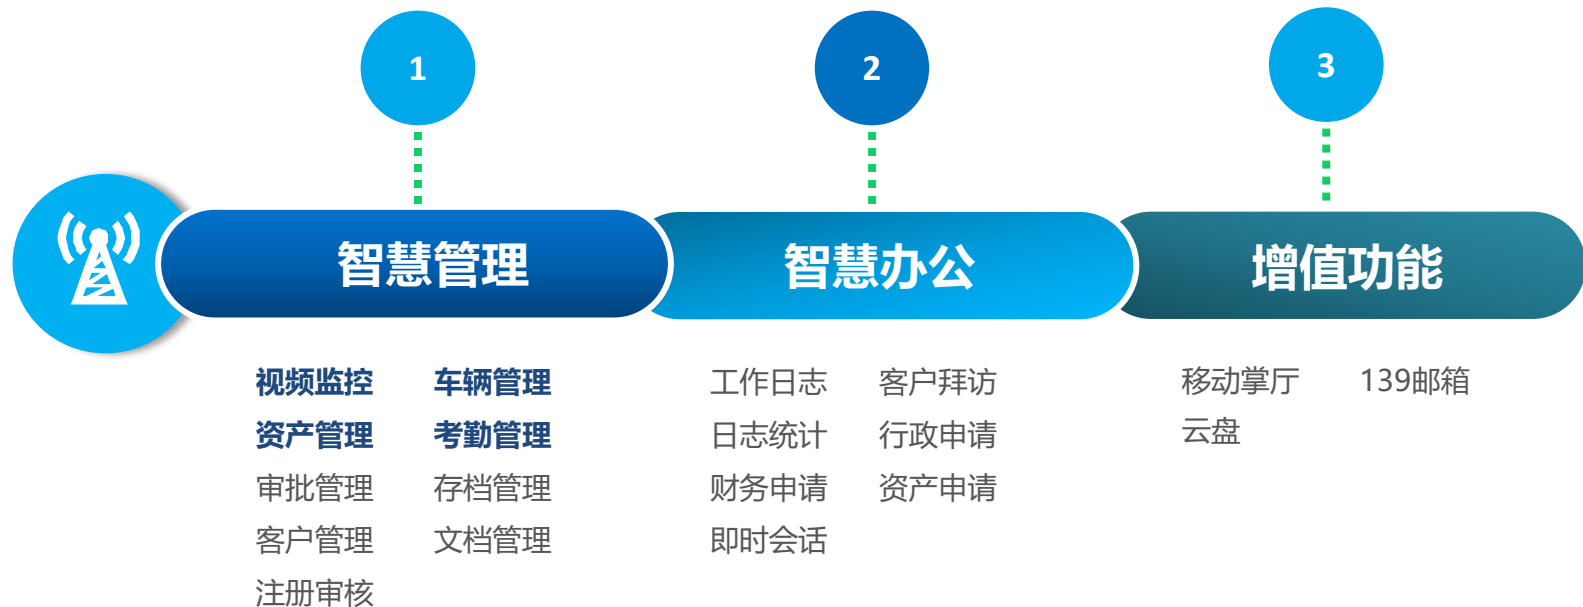 1
2
3
智慧管理
智慧办公
增值功能
视频监控 车辆管理
资产管理 考勤管理
审批管理 存档管理
客户管理 文档管理
注册审核
工作日志 客户拜访
日志统计 行政申请
财务申请 资产申请
即时会话
移动掌厅 139邮箱
云盘